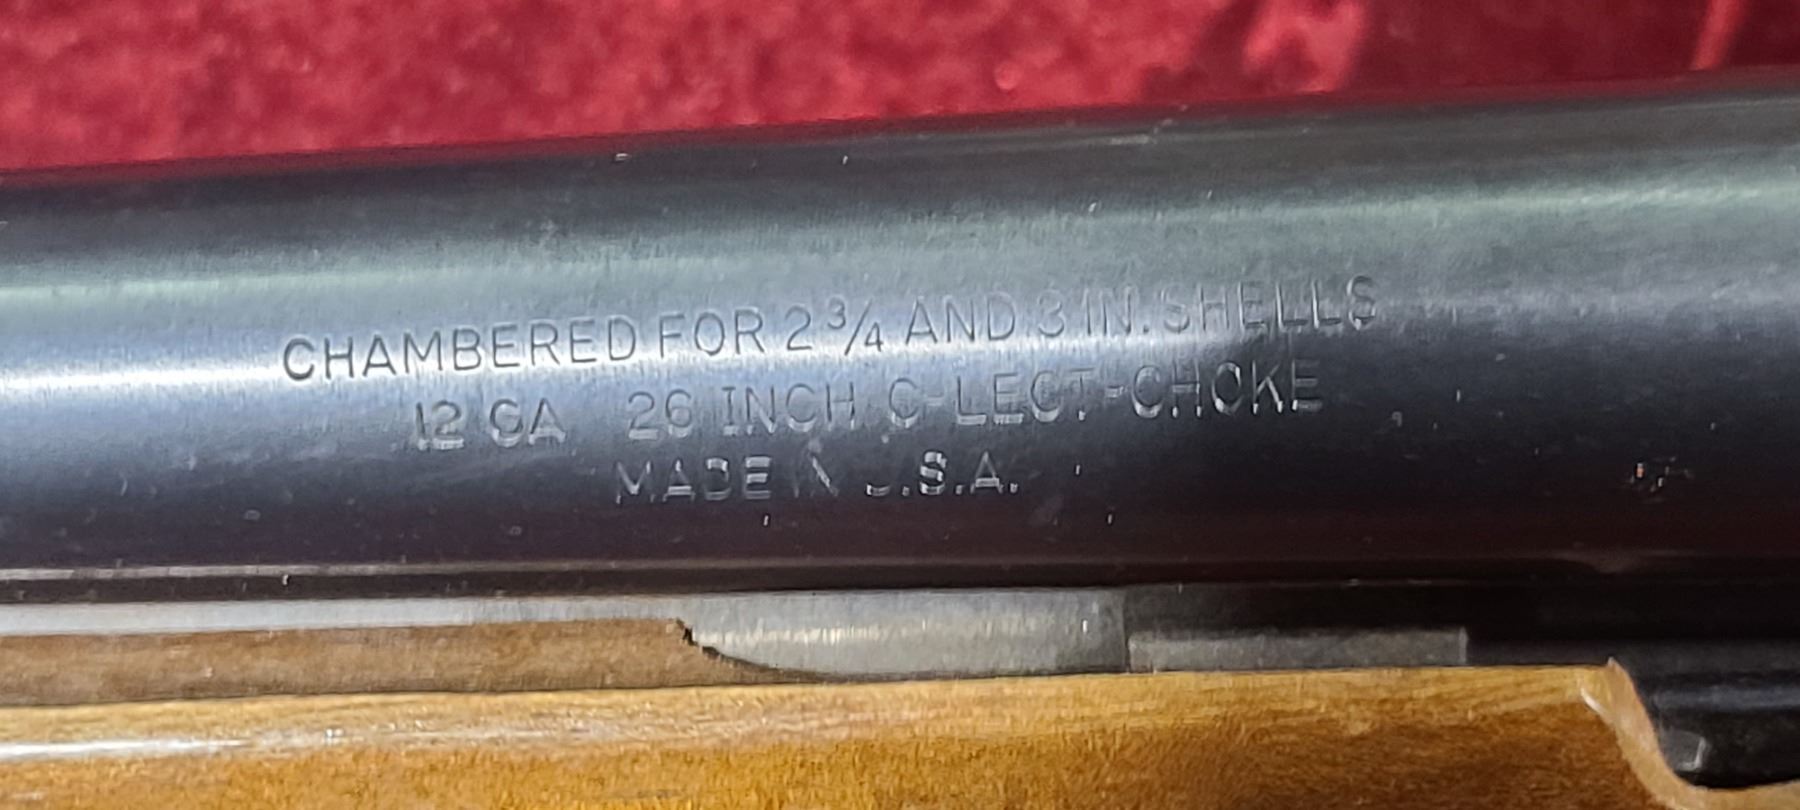 CHAMBERED FOR 2 3/4 AND 3 IN. SHELLS
12 GA 26 INCH C-LECT-CHOKE
MADE IN U.S.A.